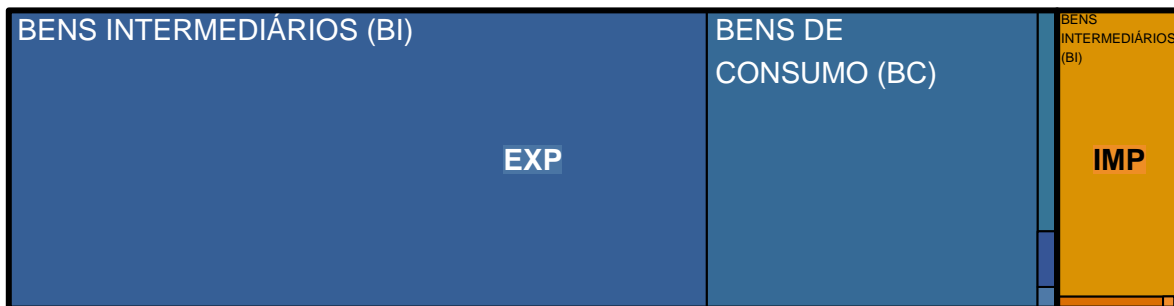 BENS INTERMEDIÁRIOS (BI)
BENS DE
CONSUMO (BC)
EXP
BENS
INTERMEDIÁRIOS
(BI)
IMP